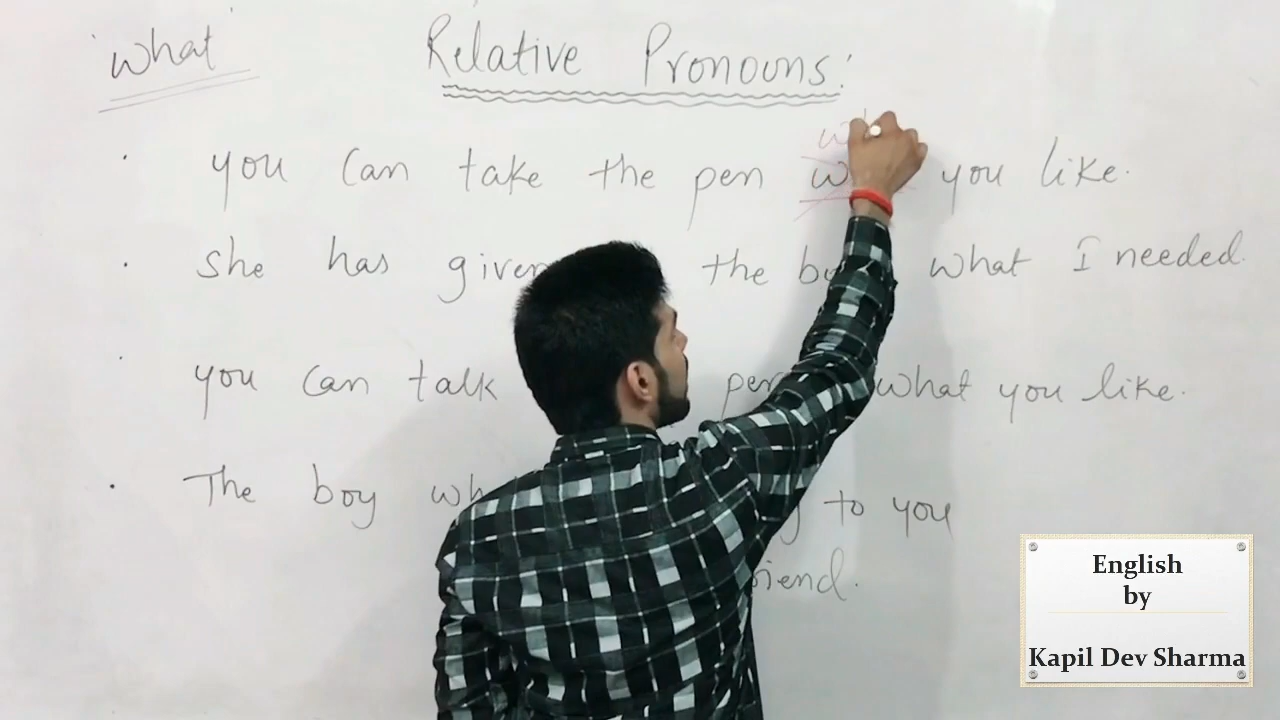 'what' Relative Pronouns:
you can take the pen you like.
She has given the what I needed.
you can talk what you like.
The boy to you
English
by
Kapil Dev Sharma